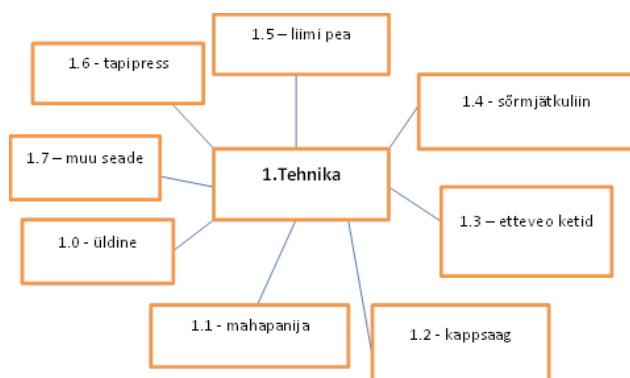 1.5 – liimi pea
1.6 - tapipress
1.4 - sõrmjätkuliin
1.7 – muu seade
1.Tehnika
1.3 – etteveo ketid
1.0 - üldine
1.1 - mahapanija
1.2 - kappsaag